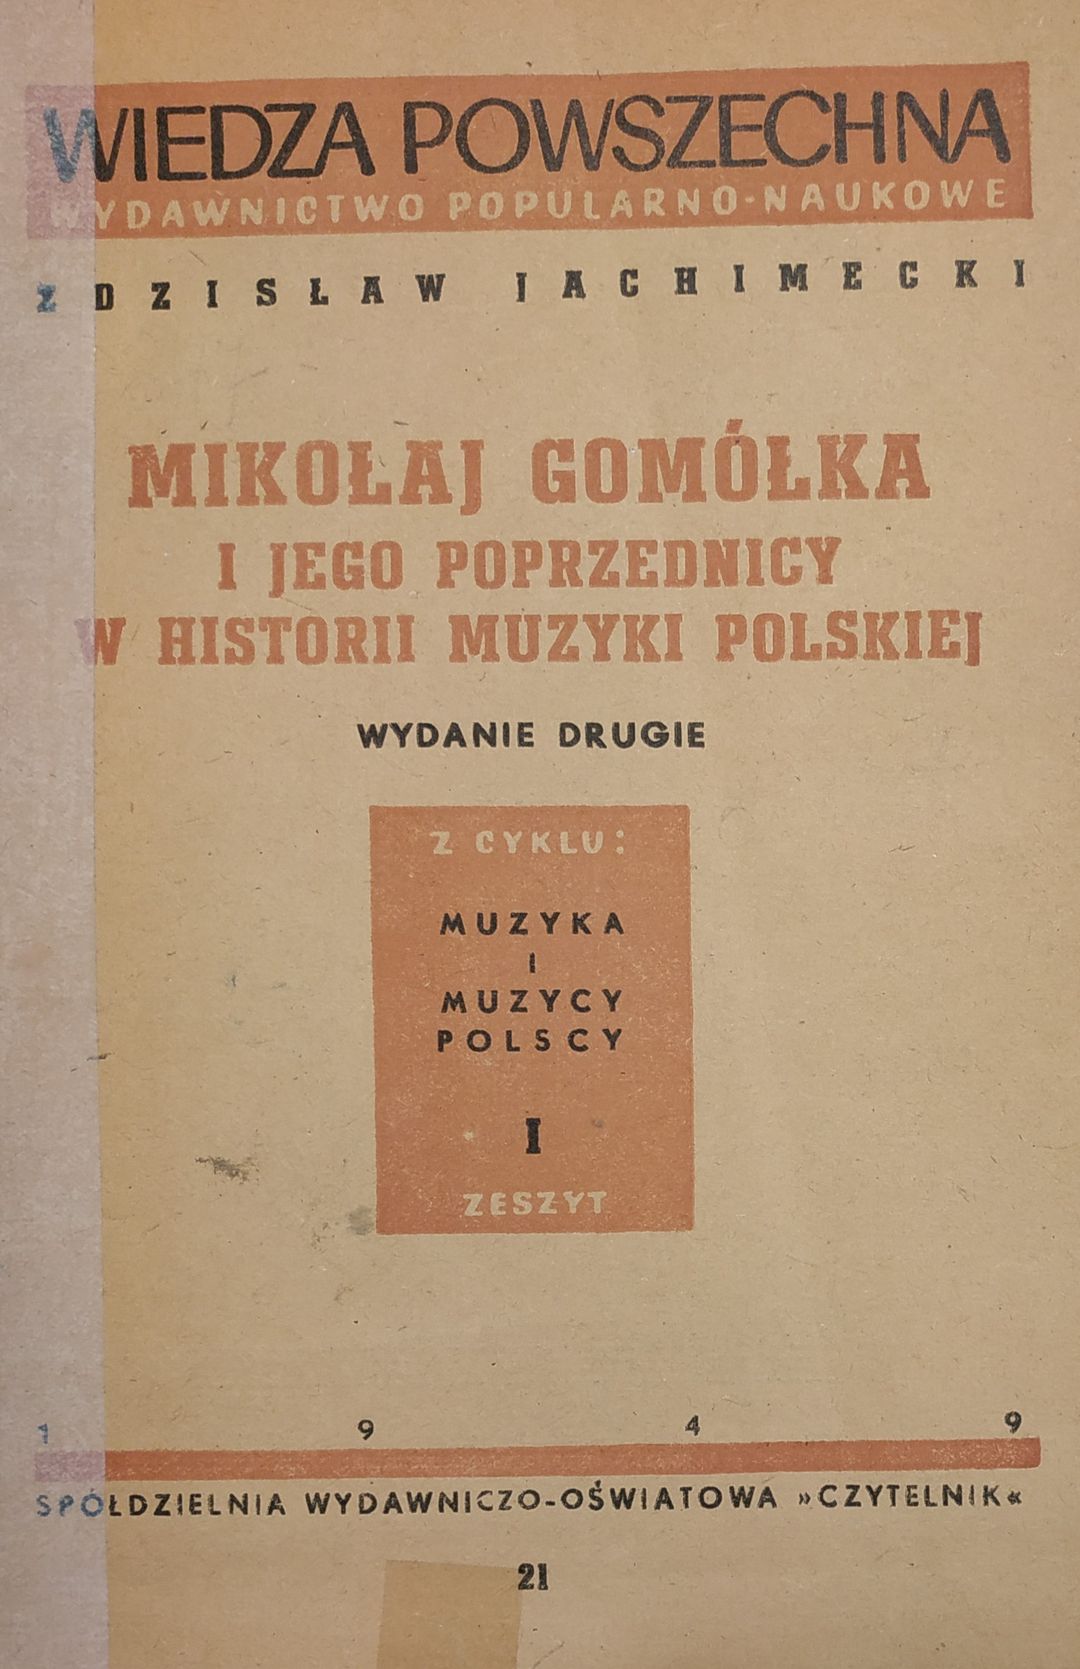 WIEDZA POWSZECHNA
WYDAWNICTWO POPULARNO-NAUKOWE
ZDZISŁAW JACHIMECKI
MIKOŁAJ GOMÓŁKA
I JEGO POPRZEDNICY
W HISTORII MUZYKI POLSKIEJ
WYDANIE DRUGIE
Z CYKLU:
MUZYKA
I
MUZYCY
POLSCY
I
ZESZYT
1 9 4 9
SPÓŁDZIELNIA WYDAWNICZO-OŚWIATOWA »CZYTELNIK«
21